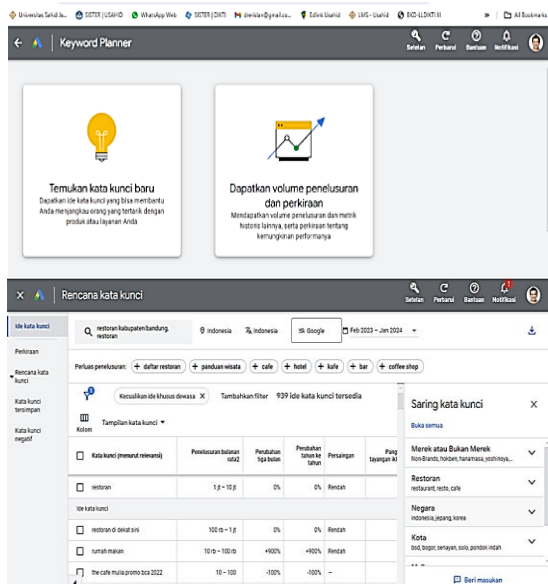 Universitas Sahid Ja...
SISTER | USAHID
WhatsApp Web
SISTER | DIKTI
Edlink Usahid
LMS - Usahid
BKD-LLDIKTI III
»
All Bookmarks
Keyword Planner
Setelan
Perbarui
Bantuan
Notifikasi
Temukan kata kunci baru
Dapatkan ide kata kunci yang bisa membantu
Anda menjangkau orang yang tertarik dengan
produk atau layanan Anda
Dapatkan volume penelusuran
dan perkiraan
Mendapatkan volume penelusuran dan metrik
historis lainnya, serta perkiraan tentang
kemungkinan performanya
Rencana kata kunci
Setelan
Perbarui
Bantuan
Notifikasi
Ide kata kunci
Perkiraan
Rencana kata
kunci
Kata kunci
tersimpan
Kata kunci
negatif
restoran kabupaten bandung,
restoran
Indonesia
Indonesia
Google
Feb 2023 – Jan 2024
Perluas penelusuran:
+ daftar restoran
+ panduan wisata
+ cafe
+ hotel
+ kafe
+ bar
+ coffee shop
Kecualikan ide khusus dewasa X
Tambahkan filter
939 ide kata kunci tersedia
Kolom
Tampilan kata kunci
Kata kunci (menurut relevansi)
Penelusuran bulanan
rata2
Perubahan
tiga bulan
Perubahan
tahun ke
tahun
Persaingan
Pang
tayangan ikl
restoran
1 jt – 10 jt
0%
0%
Rendah
Ide kata kunci
restoran di dekat sini
100 rb – 1 jt
0%
0%
Rendah
rumah makan
10 rb – 100 rb
+900%
+900%
Rendah
the cafe mulia promo bca 2022
10 – 100
-100%
-100%
–
Saring kata kunci
X
Buka semua
Merek atau Bukan Merek
Non-Brands, hokben, hanamasa, yoshinoya,...
Restoran
restaurant, resto, cafe
Negara
indonesia, jepang, korea
Kota
bsd, bogor, senayan, solo, pondok indah
Beri masukan